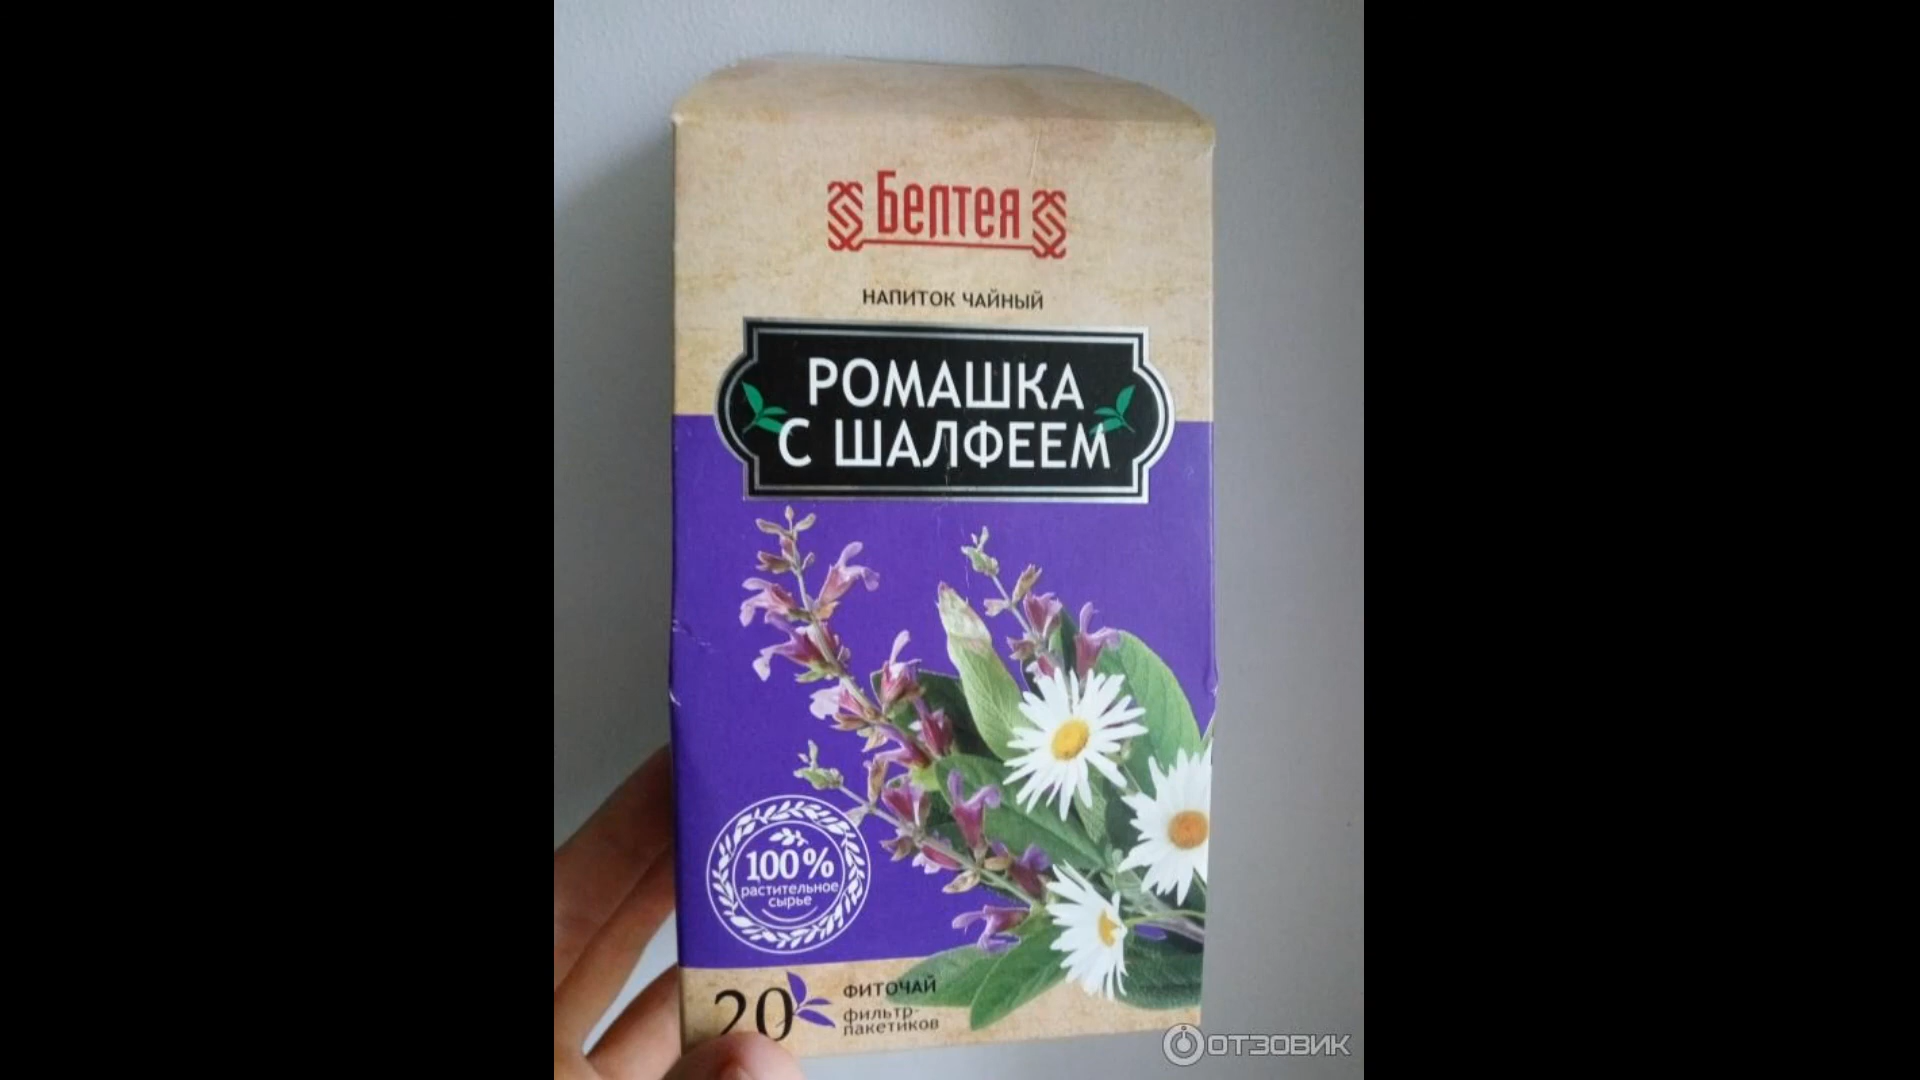 Белтея
НАПИТОК ЧАЙНЫЙ
РОМАШКА
С ШАЛФЕЕМ
100%
растительное
сырье
20
ФИТОЧАЙ
фильтр-
пакетиков
ОТЗОВИК